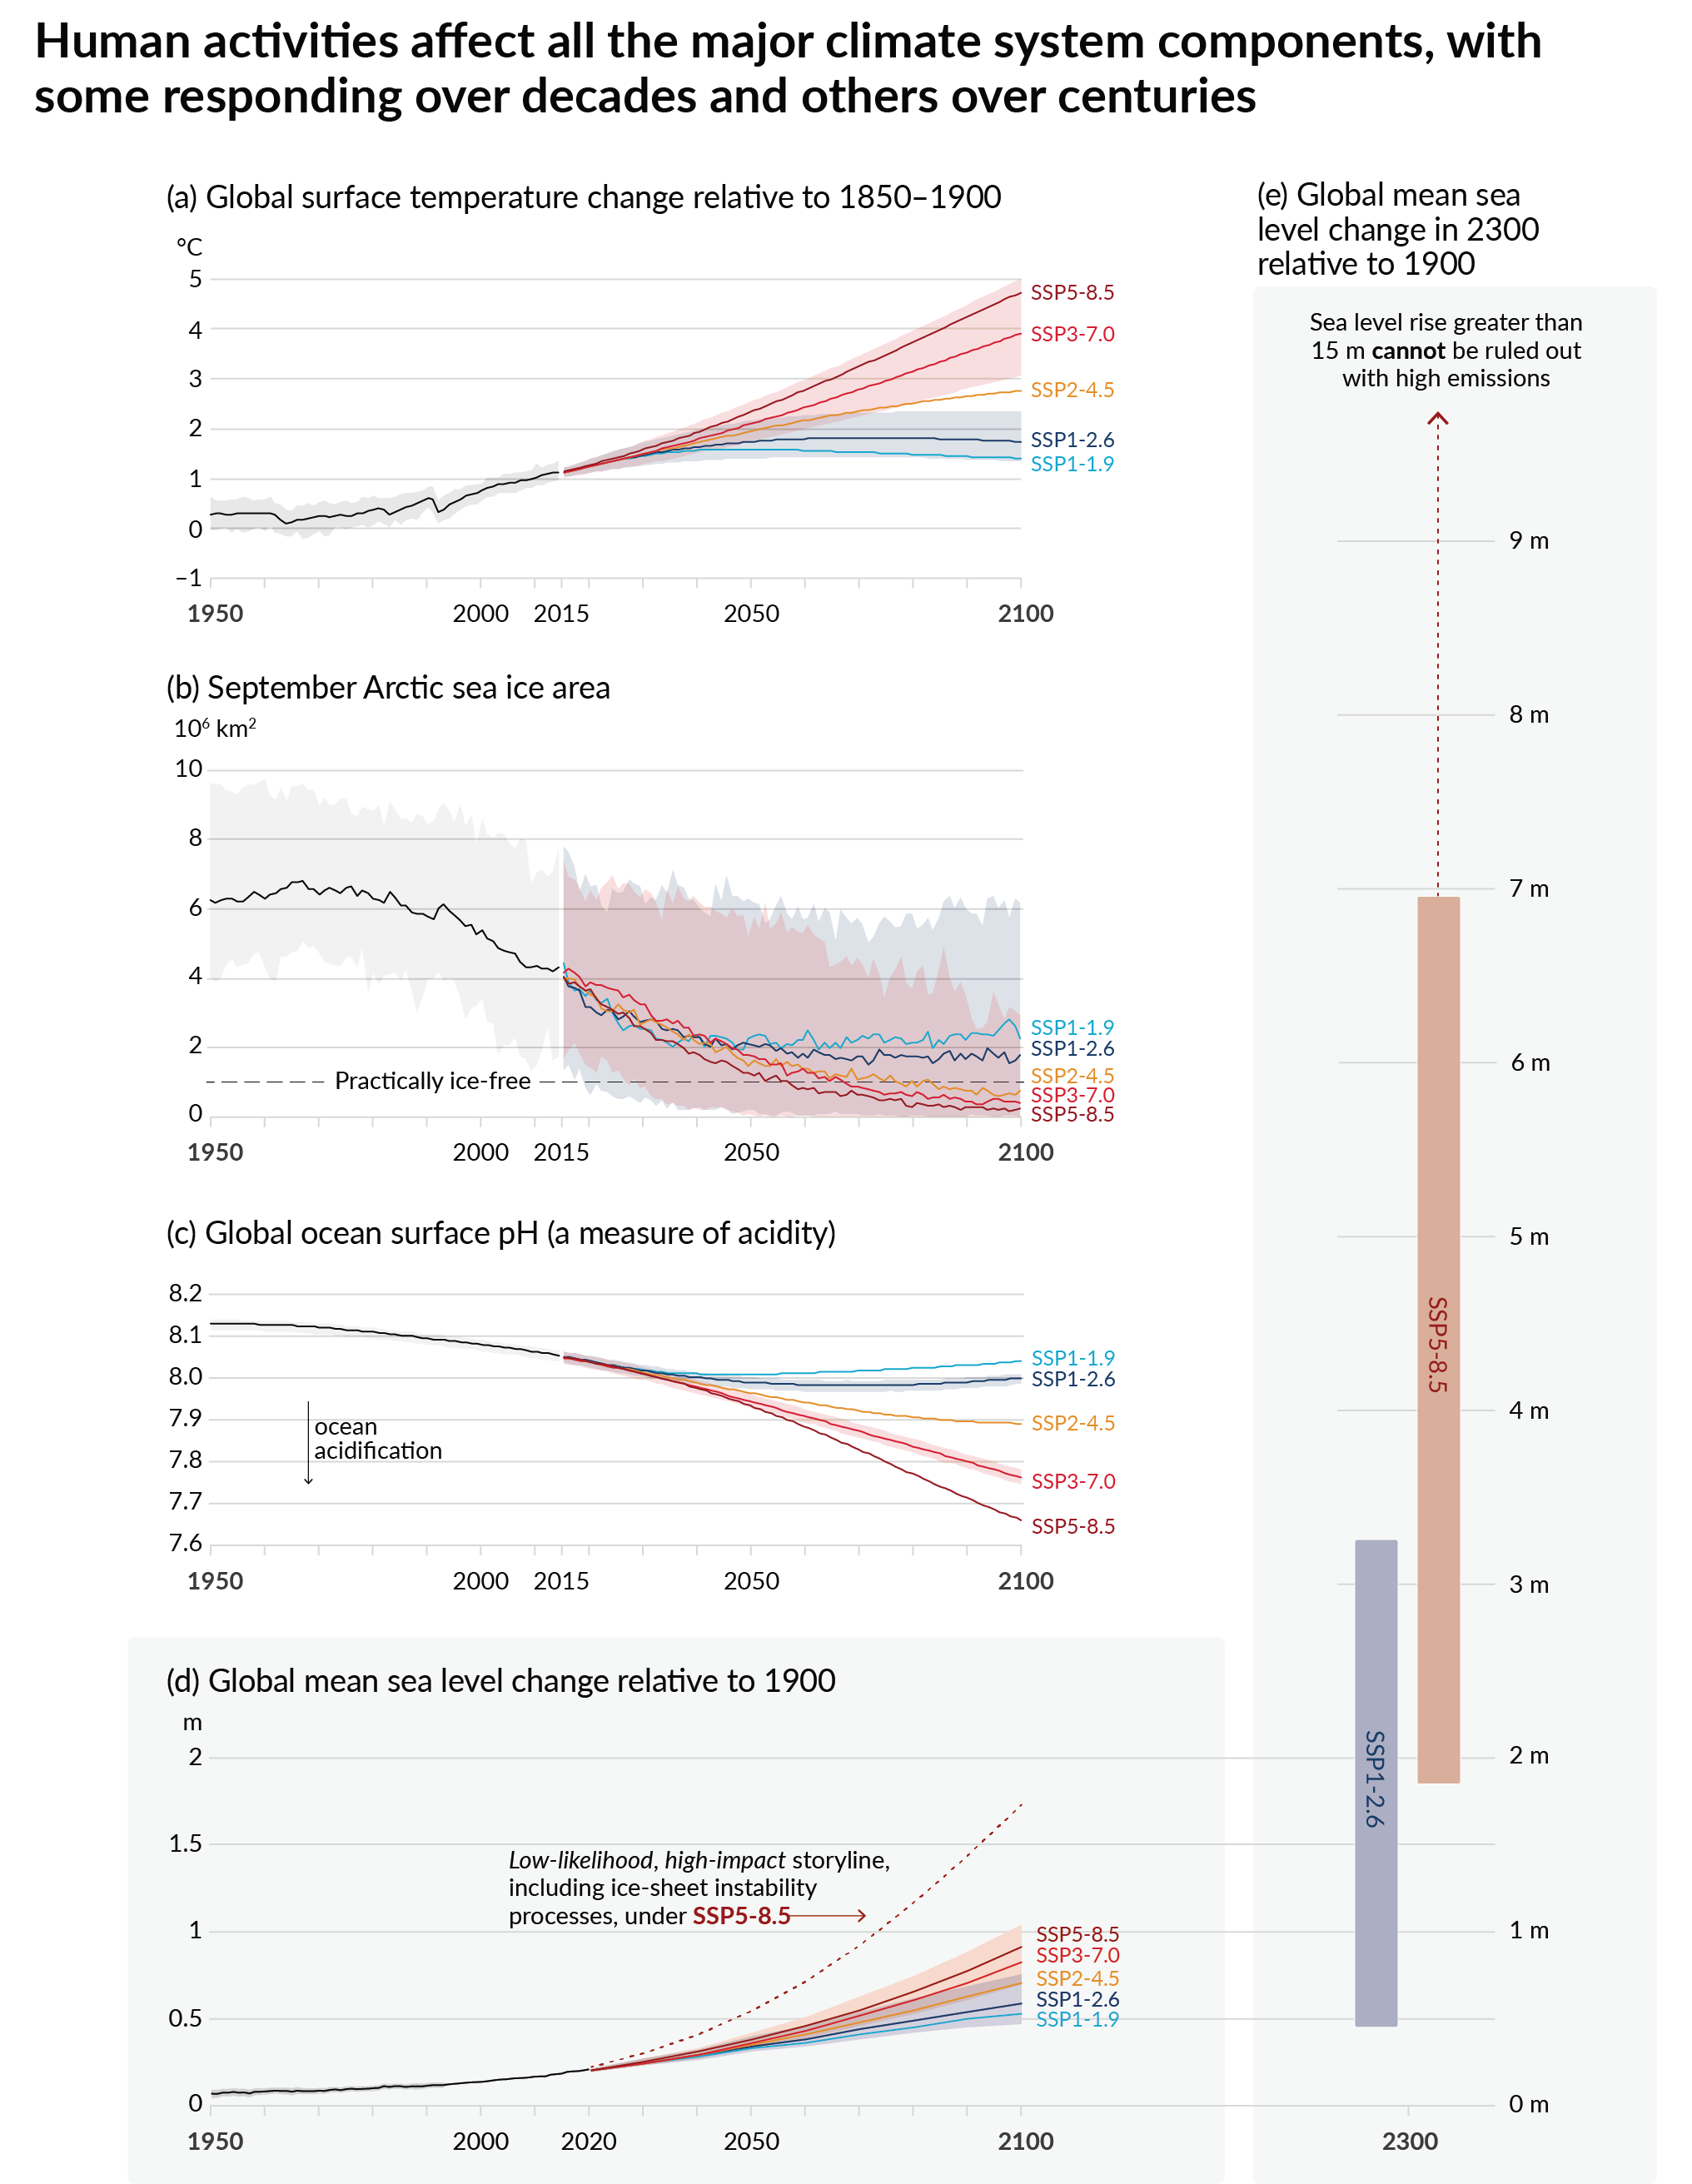 Human activities affect all the major climate system components, with
some responding over decades and others over centuries
(a) Global surface temperature change relative to 1850–1900
°C
5
4
3
2
1
0
–1
SSP5-8.5
SSP3-7.0
SSP2-4.5
SSP1-2.6
SSP1-1.9
1950
2000
2015
2050
2100
(b) September Arctic sea ice area
10⁶ km²
10
8
6
4
2
0
Practically ice-free
SSP1-1.9
SSP1-2.6
SSP2-4.5
SSP3-7.0
SSP5-8.5
1950
2000
2015
2050
2100
(c) Global ocean surface pH (a measure of acidity)
8.2
8.1
8.0
7.9
7.8
7.7
7.6
ocean
acidification
SSP1-1.9
SSP1-2.6
SSP2-4.5
SSP3-7.0
SSP5-8.5
1950
2000
2015
2050
2100
(d) Global mean sea level change relative to 1900
m
2
1.5
1
0.5
0
Low-likelihood, high-impact storyline,
including ice-sheet instability
processes, under SSP5-8.5
SSP5-8.5
SSP3-7.0
SSP2-4.5
SSP1-2.6
SSP1-1.9
1950
2000
2020
2050
2100
(e) Global mean sea
level change in 2300
relative to 1900
Sea level rise greater than
15 m cannot be ruled out
with high emissions
9 m
8 m
7 m
6 m
5 m
4 m
3 m
2 m
1 m
0 m
SSP5-8.5
SSP1-2.6
2300